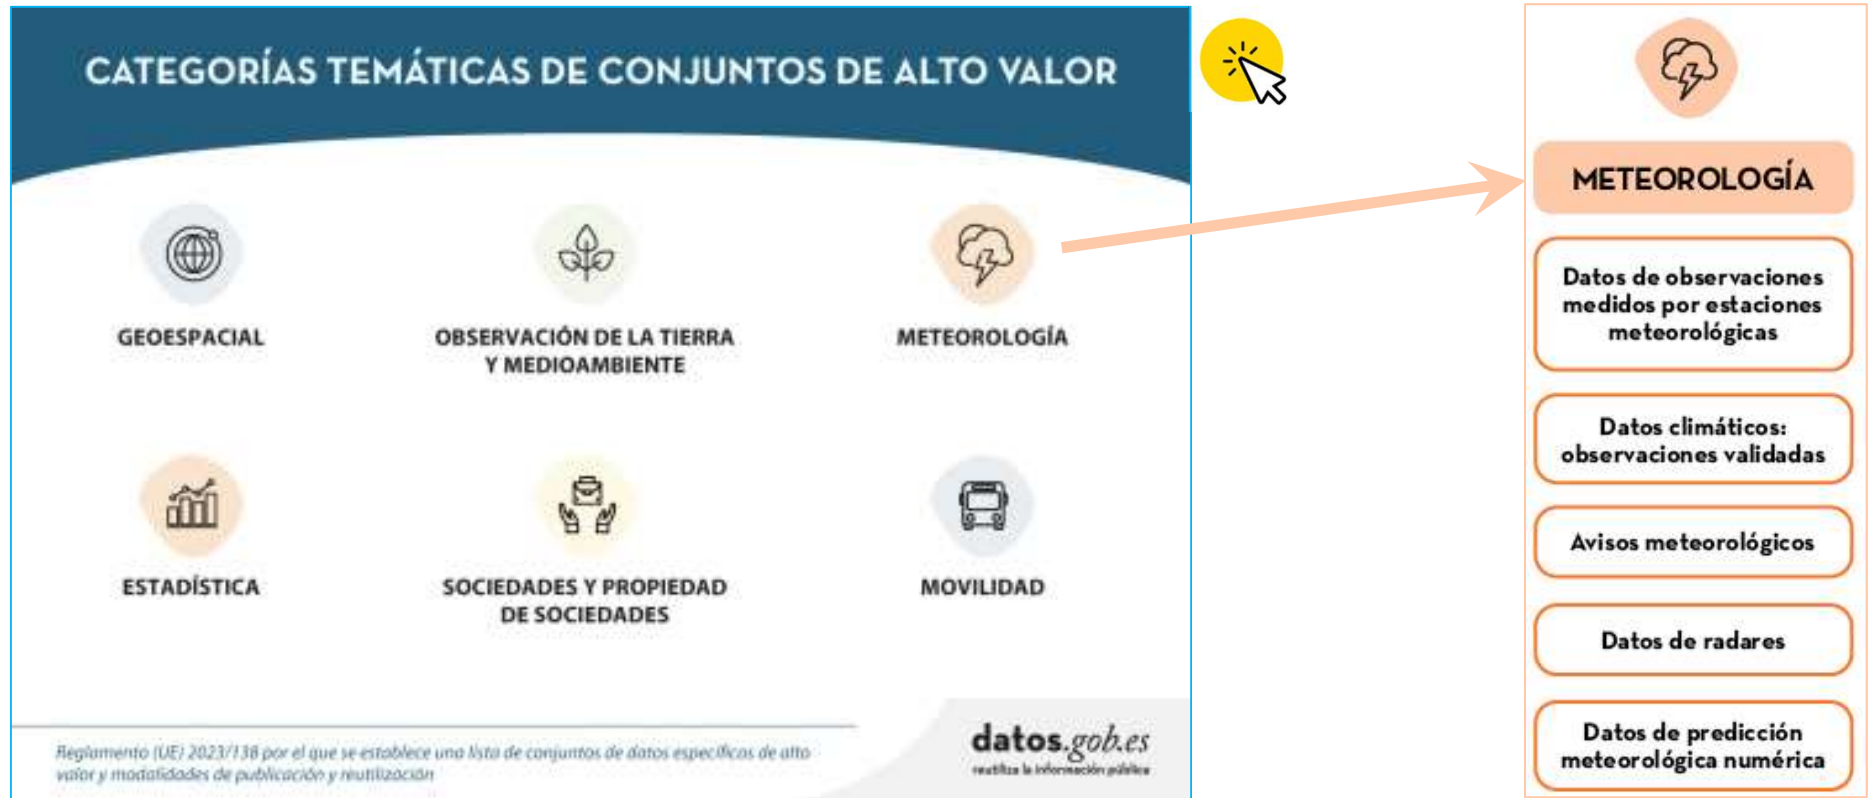 CATEGORÍAS TEMÁTICAS DE CONJUNTOS DE ALTO VALOR
GEOESPACIAL
OBSERVACIÓN DE LA TIERRA
Y MEDIOAMBIENTE
METEOROLOGÍA
ESTADÍSTICA
SOCIEDADES Y PROPIEDAD
DE SOCIEDADES
MOVILIDAD
Reglamento (UE) 2023/138 por el que se establece una lista de conjuntos de datos específicos de alto
valor y modalidades de publicación y reutilización
datos.gob.es
reutiliza la información pública
METEOROLOGÍA
Datos de observaciones
medidos por estaciones
meteorológicas
Datos climáticos:
observaciones validadas
Avisos meteorológicos
Datos de radares
Datos de predicción
meteorológica numérica